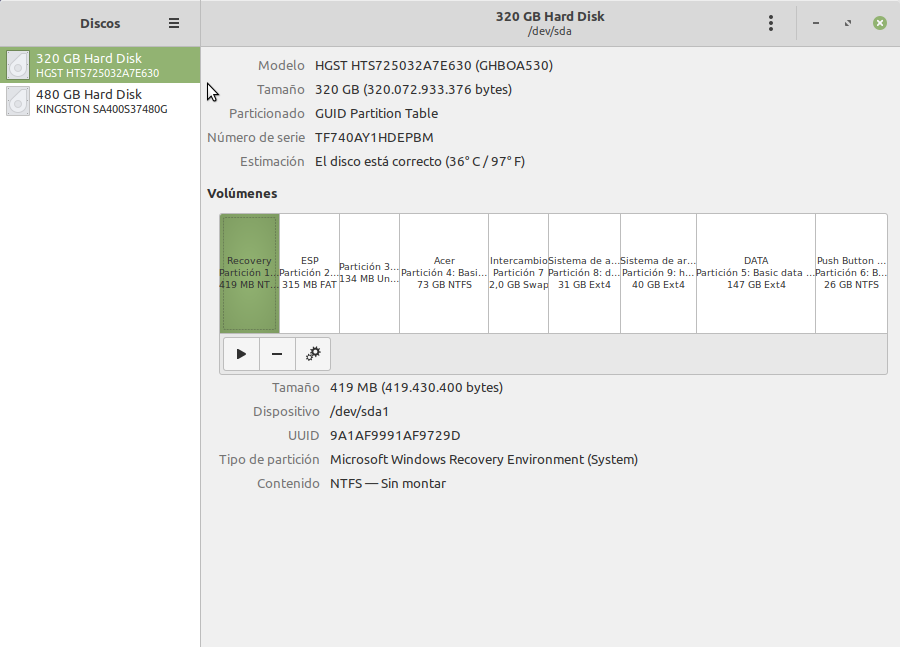 Discos
320 GB Hard Disk
/dev/sda
320 GB Hard Disk
HGST HTS725032A7E630
480 GB Hard Disk
KINGSTON SA400S37480G
Modelo HGST HTS725032A7E630 (GHBOA530)
Tamaño 320 GB (320.072.933.376 bytes)
Particionado GUID Partition Table
Número de serie TF740AY1HDEPBM
Estimación El disco está correcto (36° C / 97° F)
Volúmenes
Recovery
Partición 1...
419 MB NT...
ESP
Partición 2...
315 MB FAT
Partición 3...
134 MB Un...
Acer
Partición 4: Basi...
73 GB NTFS
Intercambio
Partición 7
2,0 GB Swap
Sistema de a...
Partición 8: d...
31 GB Ext4
Sistema de ar...
Partición 9: h...
40 GB Ext4
DATA
Partición 5: Basic data ...
147 GB Ext4
Push Button ...
Partición 6: B...
26 GB NTFS
Tamaño 419 MB (419.430.400 bytes)
Dispositivo /dev/sda1
UUID 9A1AF9991AF9729D
Tipo de partición Microsoft Windows Recovery Environment (System)
Contenido NTFS — Sin montar